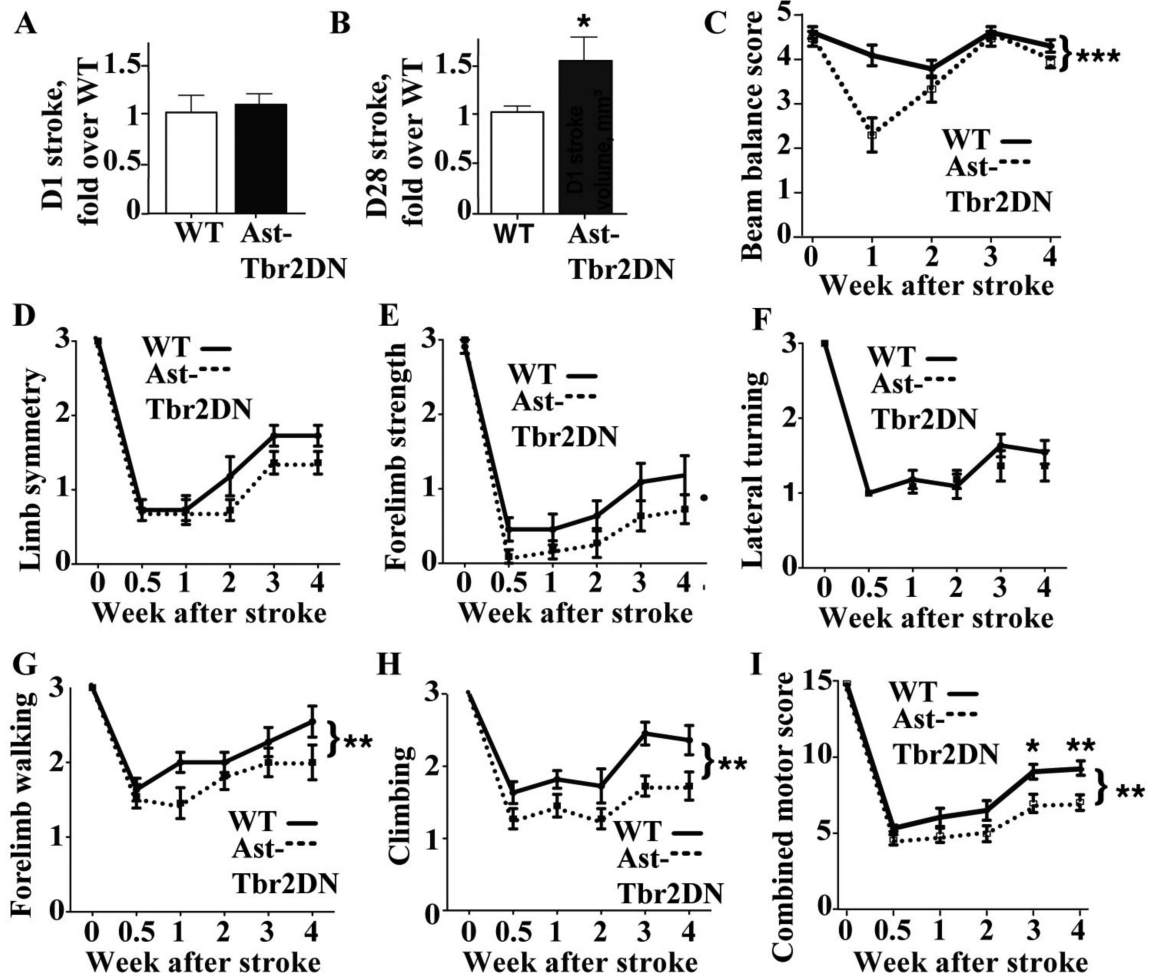 A
D1 stroke,
fold over WT
1.5
1
0.5
0
WT
Ast-
Tbr2DN
B
D28 stroke,
fold over WT
1.5
1
0.5
0
*
D1 stroke
volume, mm³
WT
Ast-
Tbr2DN
C
Beam balance score
5
4
3
2
1
0
WT
Ast-
Tbr2DN
} ***
0 1 2 3 4
Week after stroke
D
Limb symmetry
3
2
1
0
WT
Ast-
Tbr2DN
0 0.5 1 2 3 4
Week after stroke
E
Forelimb strength
3
2
1
0
WT
Ast-
Tbr2DN
0 0.5 1 2 3 4
Week after stroke
F
Lateral turning
3
2
1
0
WT
Ast-
Tbr2DN
0 0.5 1 2 3 4
Week after stroke
G
Forelimb walking
3
2
1
0
} **
WT
Ast-
Tbr2DN
0 0.5 1 2 3 4
Week after stroke
H
Climbing
3
2
1
0
} **
WT
Ast-
Tbr2DN
0 0.5 1 2 3 4
Week after stroke
I
Combined motor score
15
10
5
0
WT
Ast-
Tbr2DN
* **
} **
0 0.5 1 2 3 4
Week after stroke